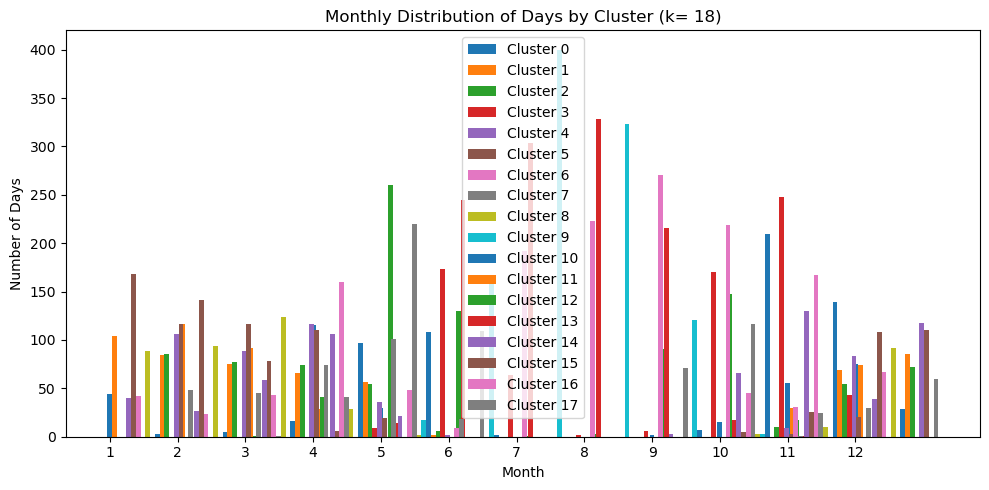 Monthly Distribution of Days by Cluster (k= 18)
Number of Days
400
350
300
250
200
150
100
50
0
Cluster 0
Cluster 1
Cluster 2
Cluster 3
Cluster 4
Cluster 5
Cluster 6
Cluster 7
Cluster 8
Cluster 9
Cluster 10
Cluster 11
Cluster 12
Cluster 13
Cluster 14
Cluster 15
Cluster 16
Cluster 17
1 2 3 4 5 6 7 8 9 10 11 12
Month